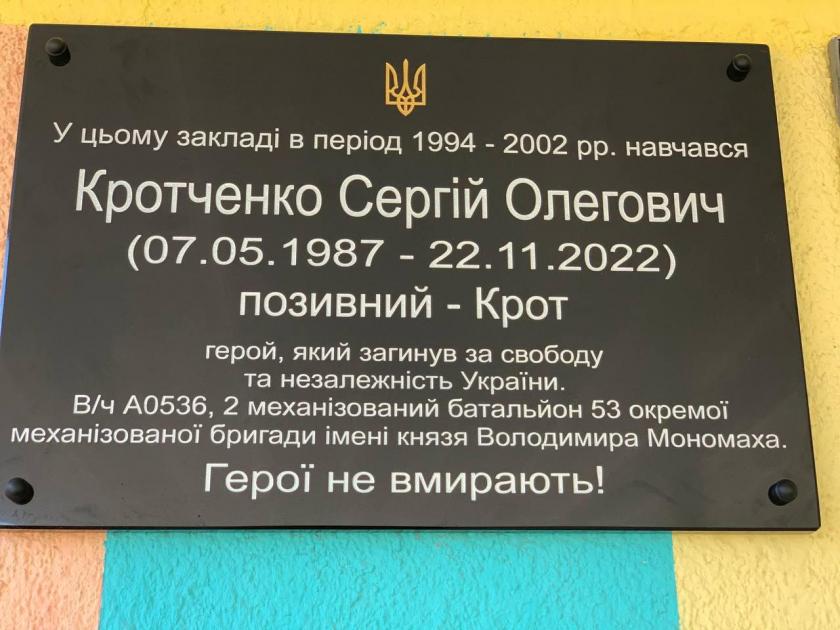 У цьому закладі в період 1994 - 2002 рр. навчався
Кротченко Сергій Олегович
(07.05.1987 - 22.11.2022)
позивний - Крот
герой, який загинув за свободу
та незалежність України.
В/ч А0536, 2 механізований батальйон 53 окремої
механізованої бригади імені князя Володимира Мономаха.
Герої не вмирають!